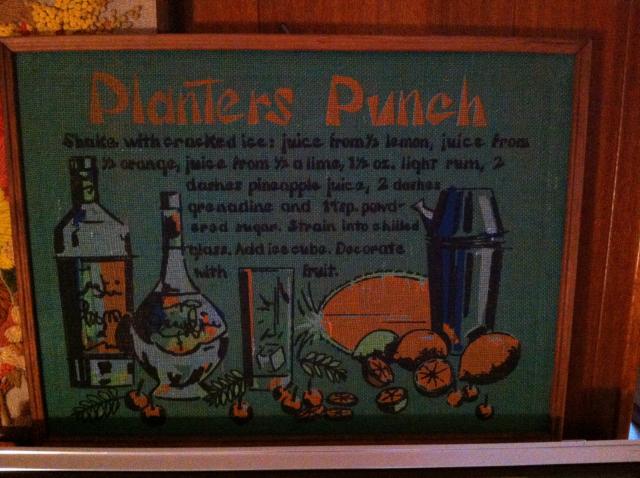 Planters Punch
Shake with cracked ice: juice from ½ lemon, juice from
½ orange, juice from ½ a lime, 1½ oz. light rum, 2
dashes pineapple juice, 2 dashes
grenadine and 1 tsp. powd-
ered sugar. Strain into chilled
glass. Add ice cube. Decorate
with fruit.